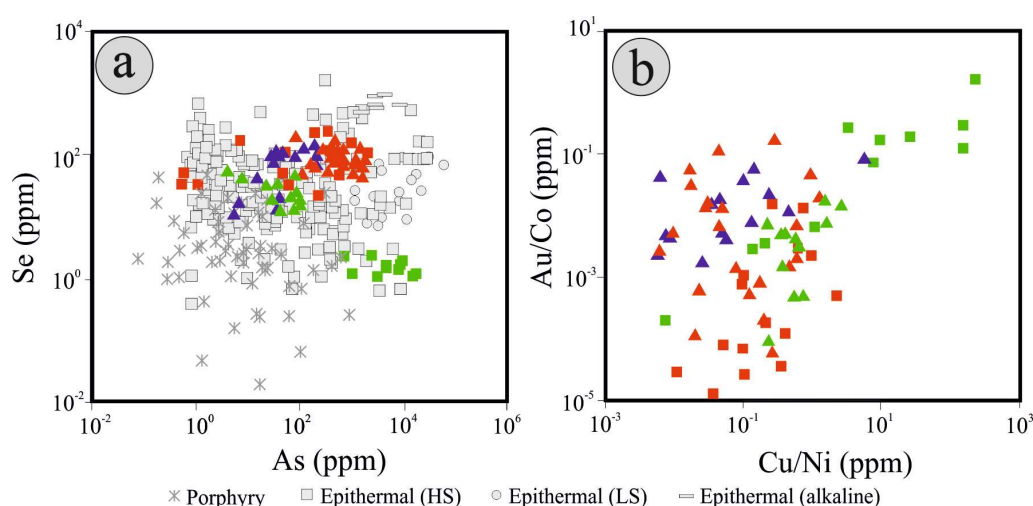 a
b
Se (ppm)
10^4
10^2
10^0
10^-2
10^-2
10^0
10^2
10^4
10^6
As (ppm)
Au/Co (ppm)
10^1
10^-1
10^-3
10^-5
10^-3
10^-1
10^1
10^3
Cu/Ni (ppm)
Porphyry Epithermal (HS) Epithermal (LS) Epithermal (alkaline)